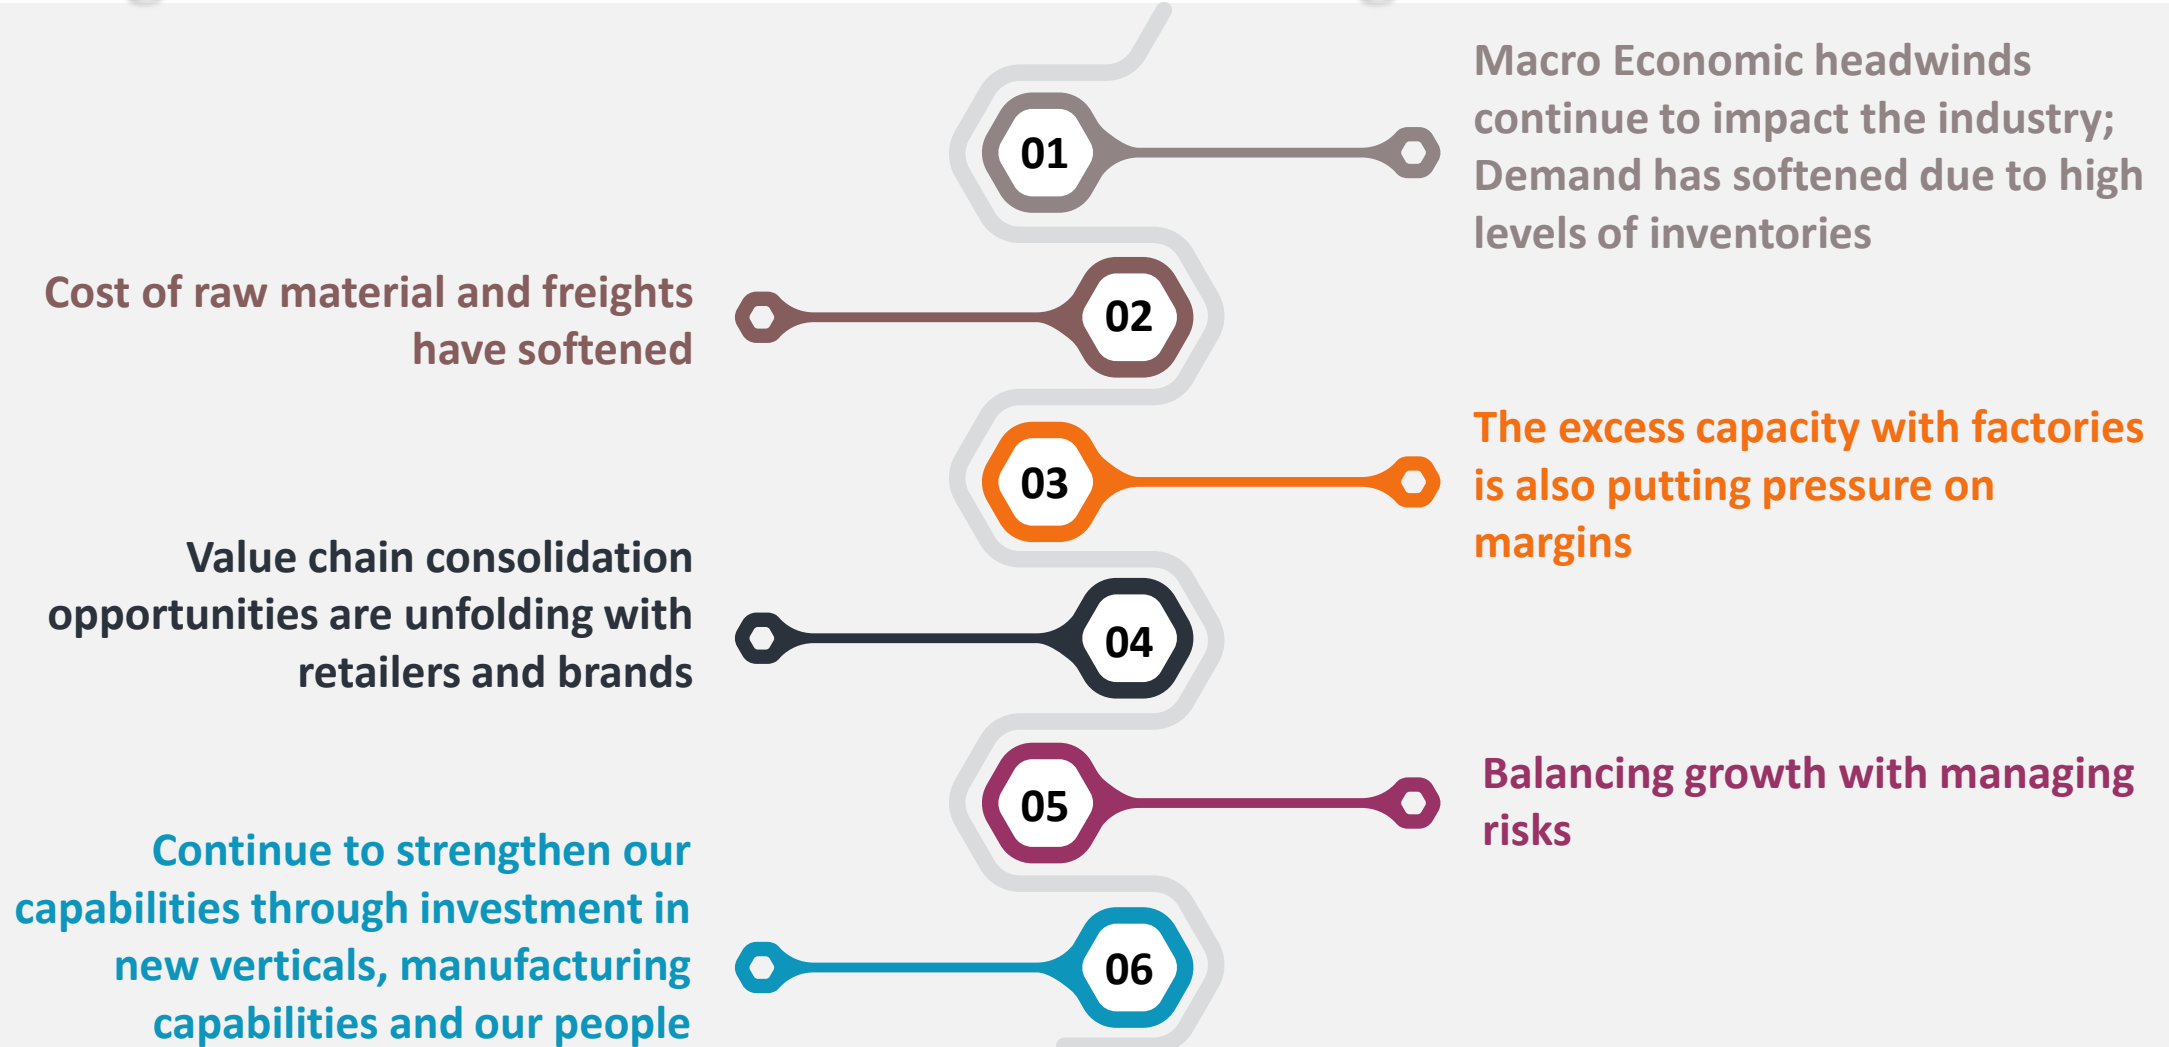 01
Macro Economic headwinds
continue to impact the industry;
Demand has softened due to high
levels of inventories
Cost of raw material and freights
have softened
02
03
The excess capacity with factories
is also putting pressure on
margins
Value chain consolidation
opportunities are unfolding with
retailers and brands
04
05
Balancing growth with managing
risks
Continue to strengthen our
capabilities through investment in
new verticals, manufacturing
capabilities and our people
06